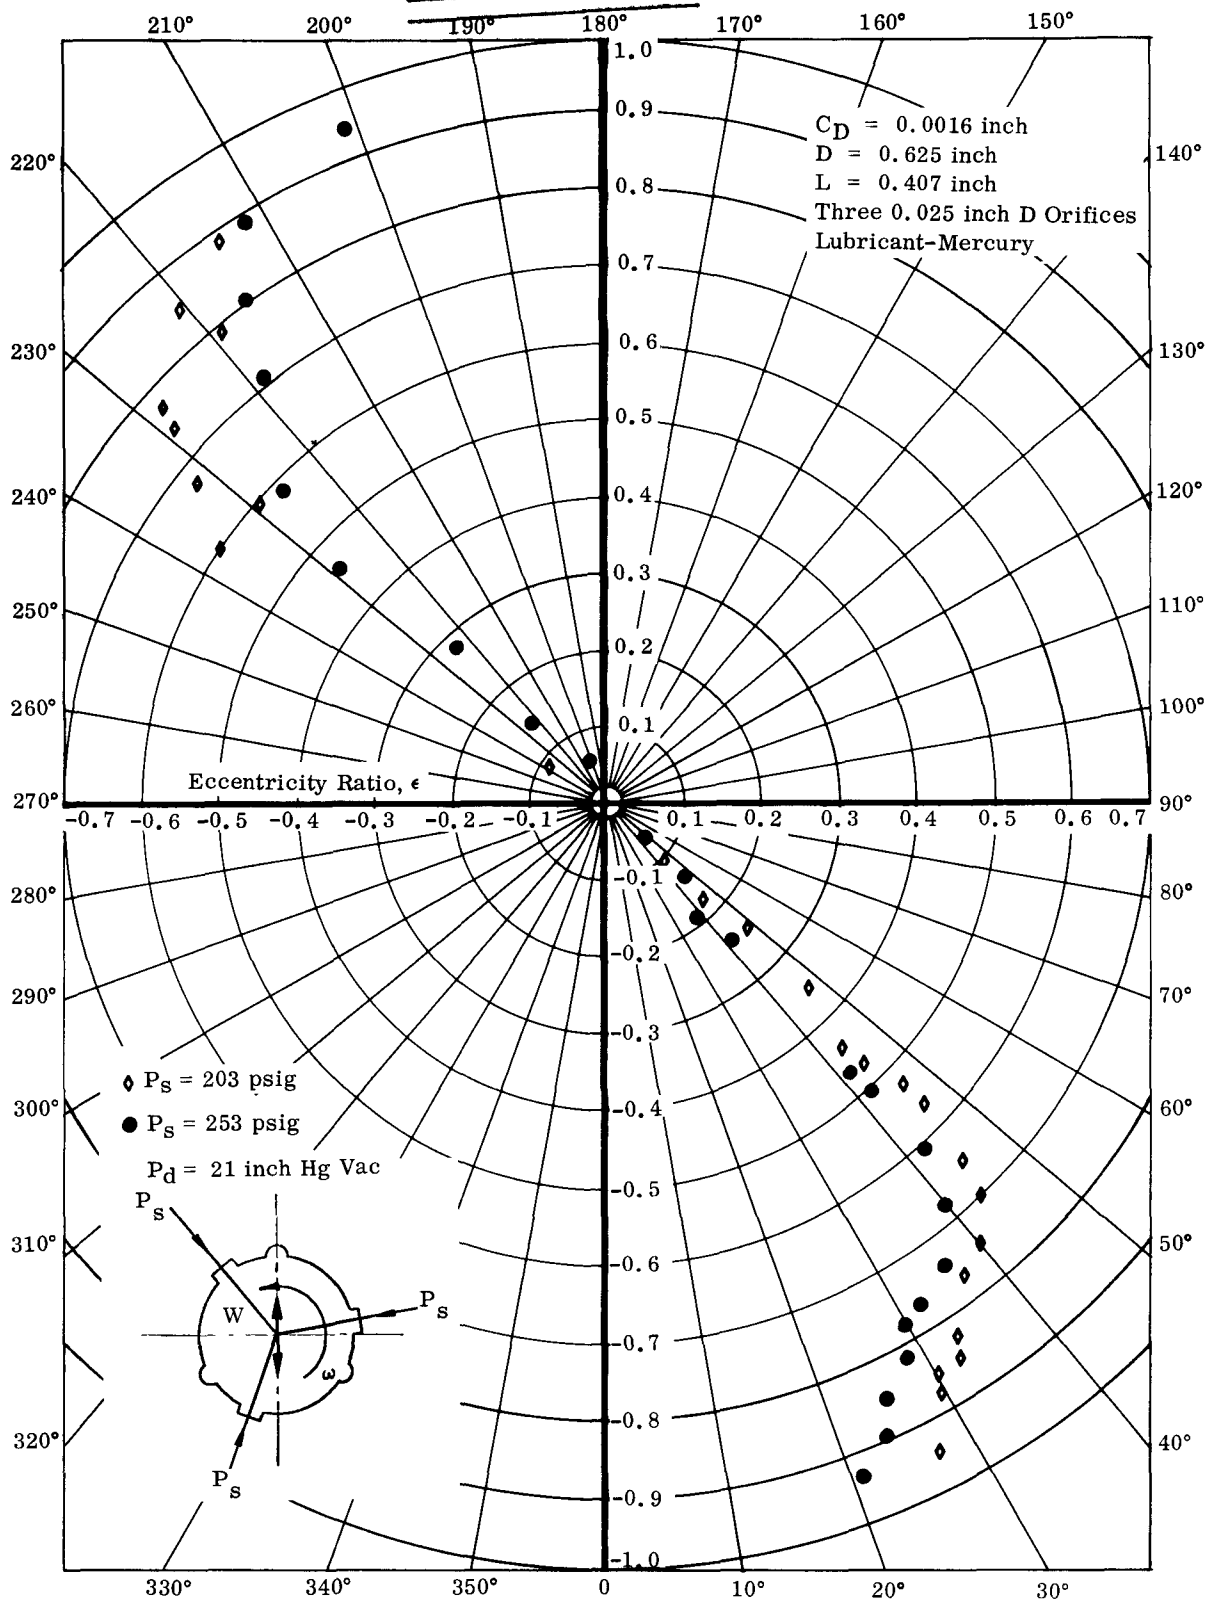 210° 200° 190° 180° 170° 160° 150°
1.0
0.9
C_D = 0.0016 inch
D = 0.625 inch
L = 0.407 inch
Three 0.025 inch D Orifices
Lubricant-Mercury
220° 140°
0.8
0.7
0.6
230° 130°
0.5
0.4
240° 120°
0.3
250° 110°
0.2
260° 100°
0.1
Eccentricity Ratio, ϵ
270° 90°
-0.7 -0.6 -0.5 -0.4 -0.3 -0.2 -0.1 0.1 0.2 0.3 0.4 0.5 0.6 0.7
-0.1
280° 80°
-0.2
290° 70°
-0.3
P_s = 203 psig
300° 60°
-0.4
P_s = 253 psig
P_d = 21 inch Hg Vac
-0.5
P_s
310° 50°
-0.6
P_s
W
-0.7
ω
-0.8
320° 40°
P_s
-0.9
-1.0
330° 340° 350° 0 10° 20° 30°